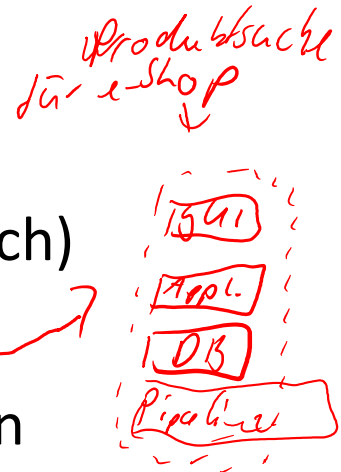 Produktsuche
für e-Shop
GUI
ch)
Appl.
DB
Pipeline
n